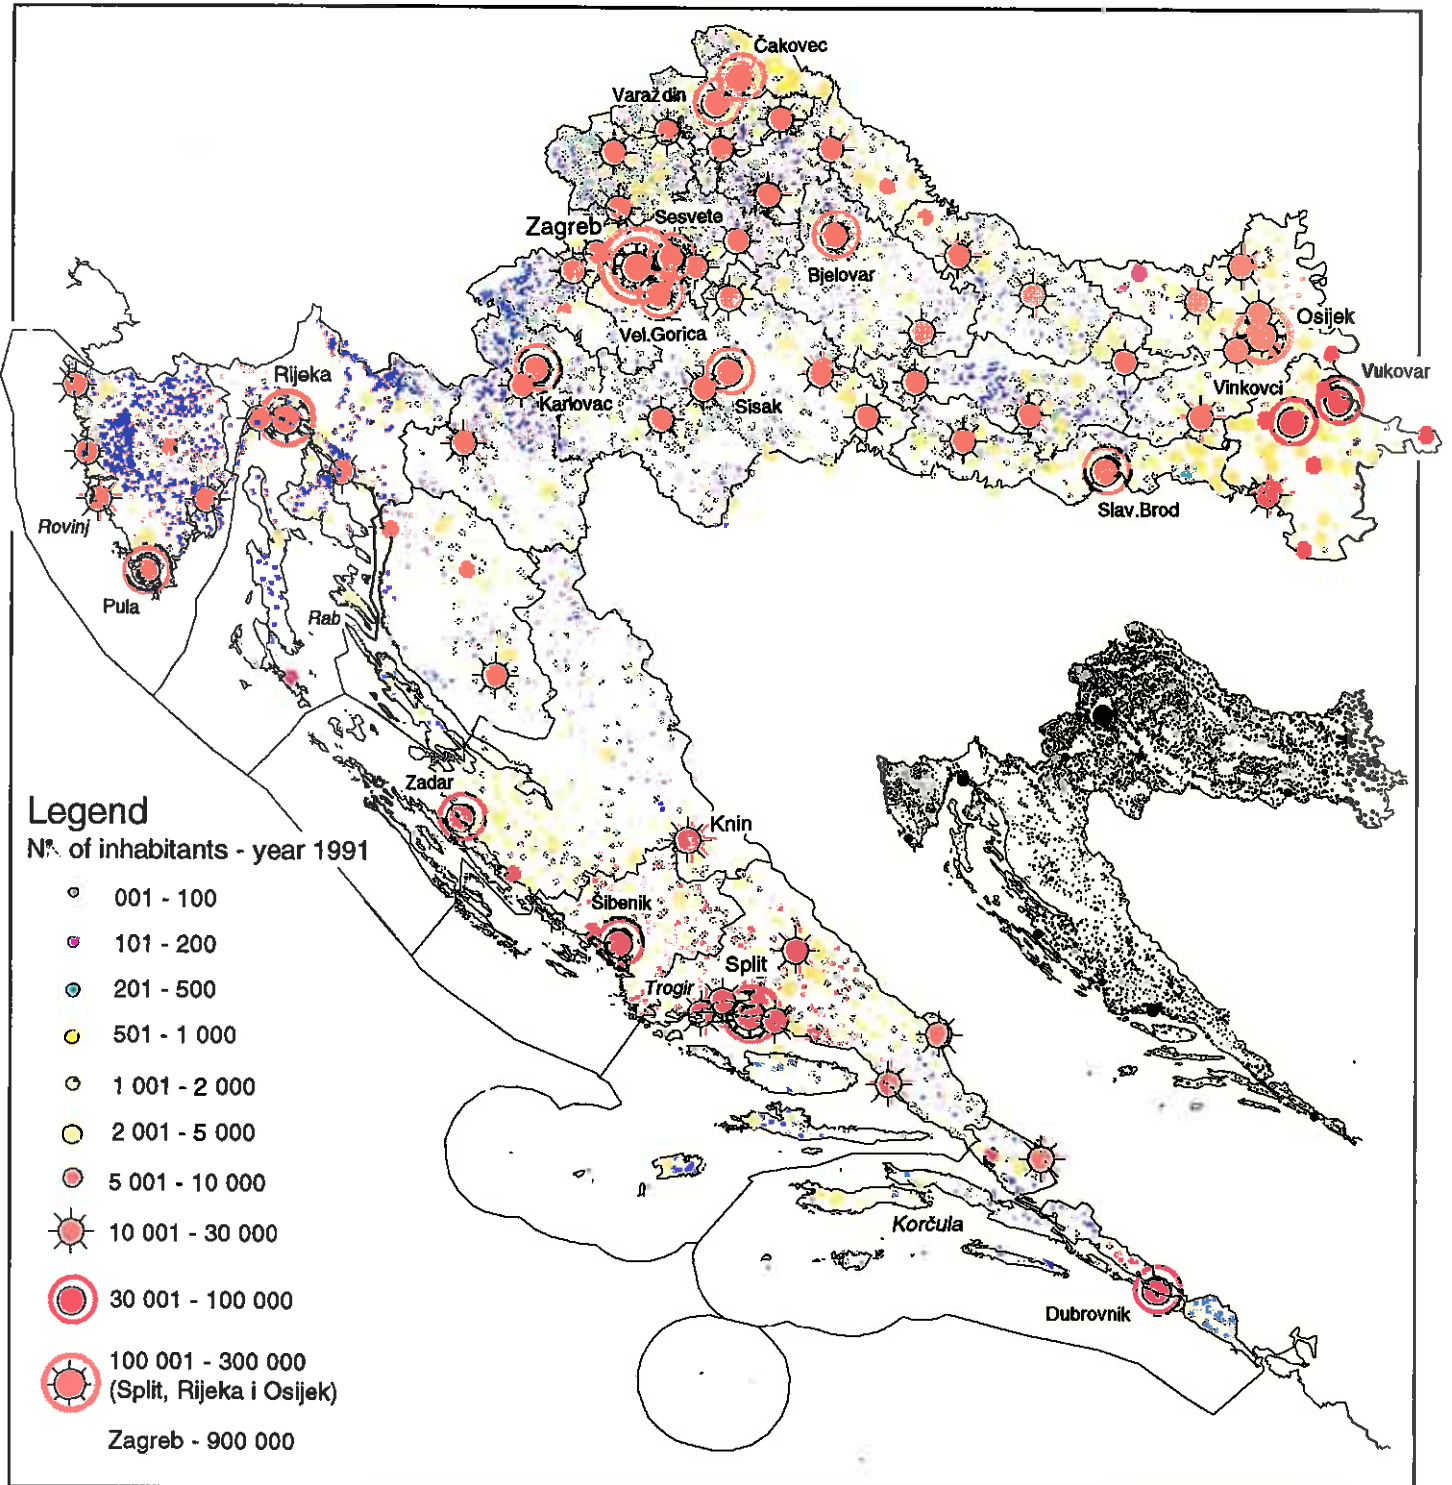 Čakovec
Varaždin
Zagreb
Sesvete
Bjelovar
Osijek
Vel.Gorica
Rijeka
Vinkovci
Vukovar
Karlovac
Sisak
Slav.Brod
Rovinj
Pula
Rab
Zadar
Knin
Legend
of inhabitants - year 1991
001 - 100
Šibenik
101 - 200
Split
201 - 500
Trogir
501 - 1 000
1 001 - 2 000
2 001 - 5 000
5 001 - 10 000
10 001 - 30 000
Korčula
30 001 - 100 000
Dubrovnik
100 001 - 300 000
(Split, Rijeka i Osijek)
Zagreb - 900 000